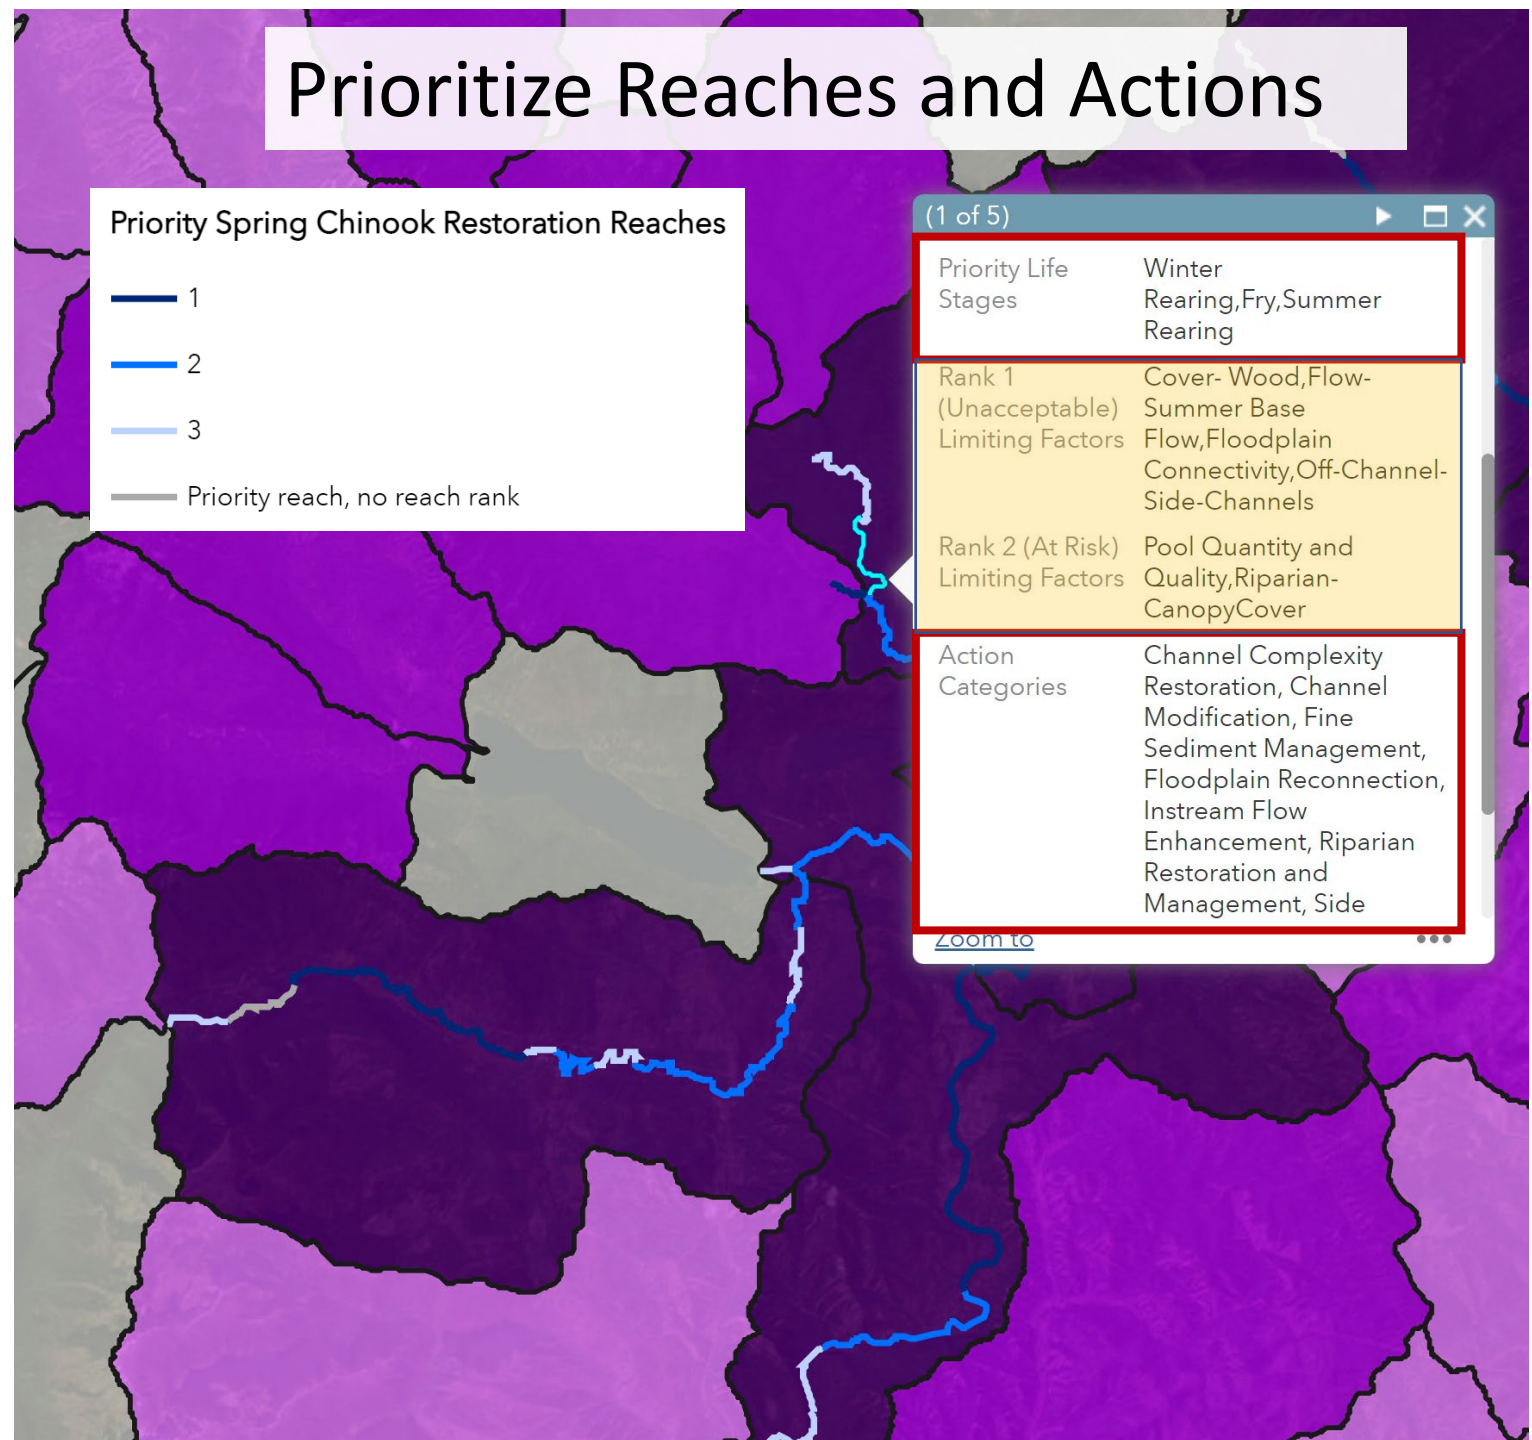 Prioritize Reaches and Actions
Priority Spring Chinook Restoration Reaches
1
2
3
Priority reach, no reach rank
(1 of 5)
Priority Life
Stages
Winter
Rearing,Fry,Summer
Rearing
Rank 1
(Unacceptable)
Limiting Factors
Cover- Wood,Flow-
Summer Base
Flow,Floodplain
Connectivity,Off-Channel-
Side-Channels
Rank 2 (At Risk)
Limiting Factors
Pool Quantity and
Quality,Riparian-
CanopyCover
Action
Categories
Channel Complexity
Restoration, Channel
Modification, Fine
Sediment Management,
Floodplain Reconnection,
Instream Flow
Enhancement, Riparian
Restoration and
Management, Side
Zoom to